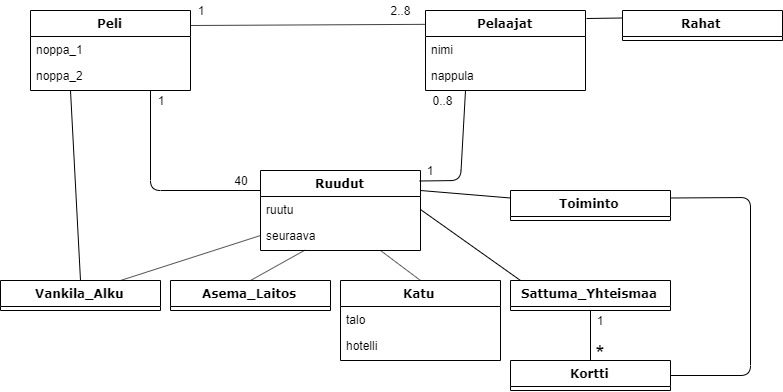 Peli
noppa_1
noppa_2
1
2..8
Pelaajat
nimi
nappula
Rahat
1
0..8
40
1
Ruudut
ruutu
seuraava
Toiminto
Vankila_Alku
Asema_Laitos
Katu
talo
hotelli
Sattuma_Yhteismaa
1
*
Kortti